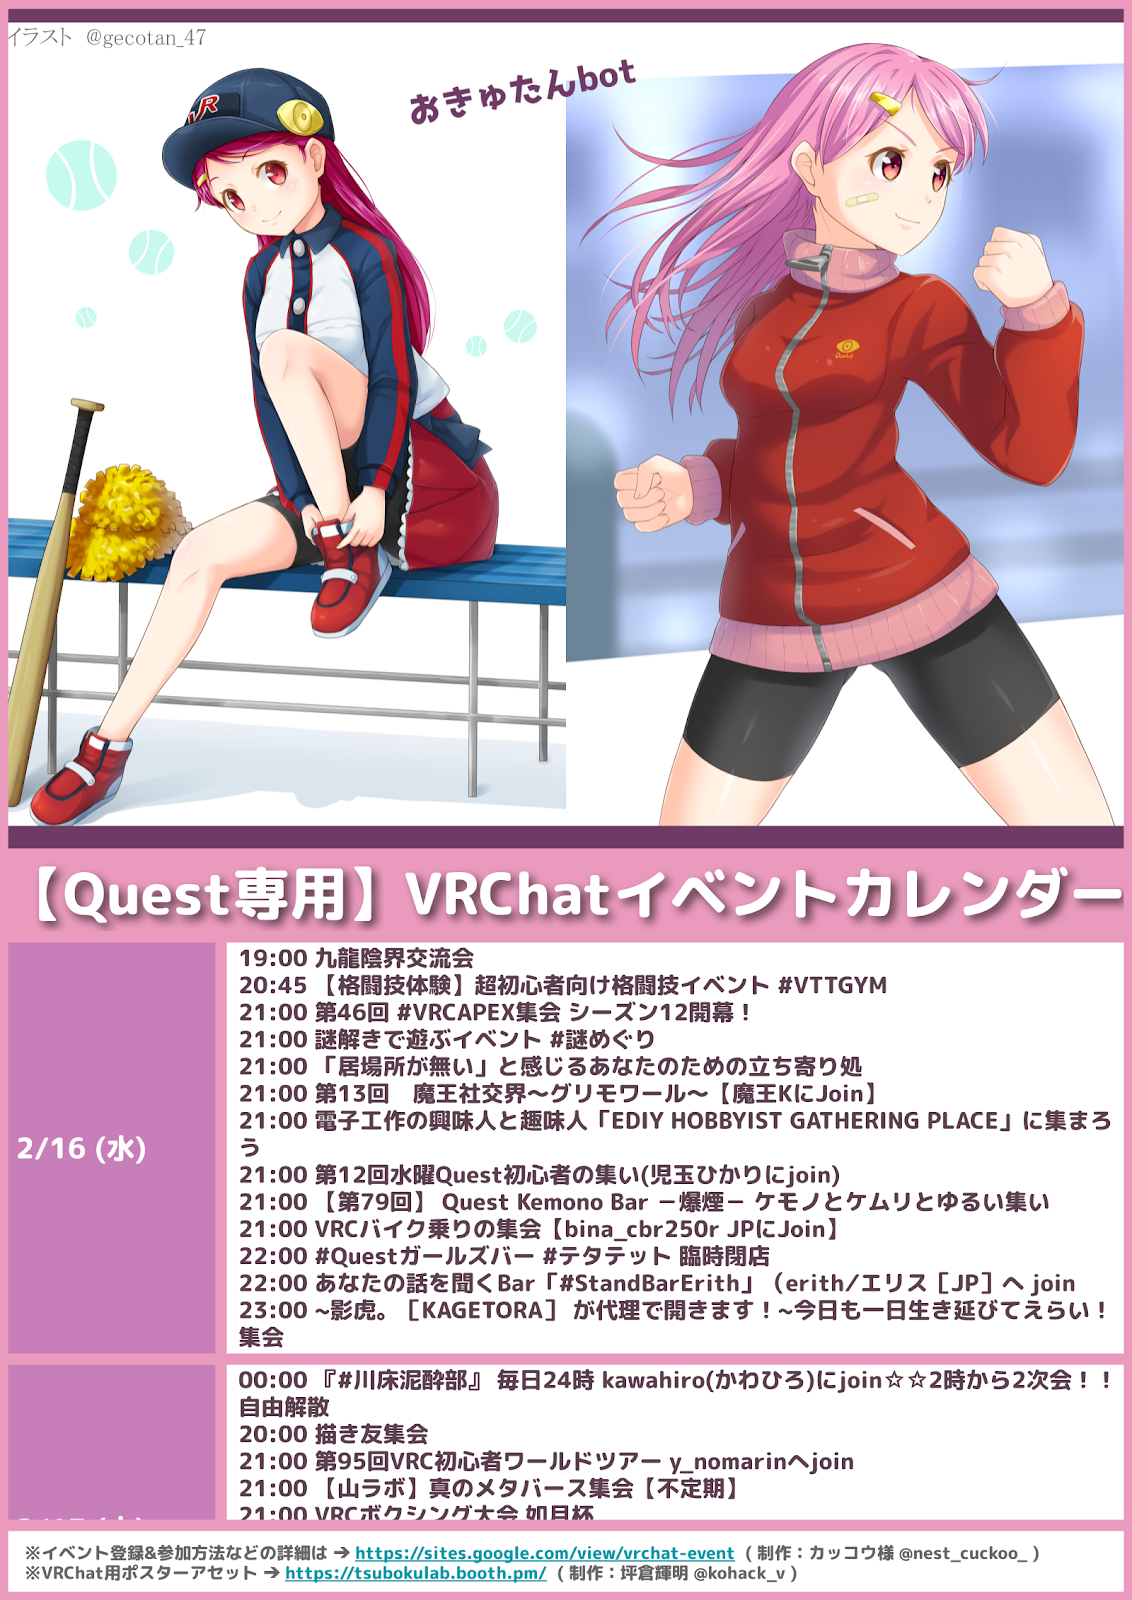 イラスト @gecotan_47
おきゅたんbot
VR
Quest
【Quest専用】VRChatイベントカレンダー
2/16 (水)
19:00 九龍陰界交流会
20:45 【格闘技体験】超初心者向け格闘技イベント #VTTGYM
21:00 第46回 #VRCAPEX集会 シーズン12開幕！
21:00 謎解きで遊ぶイベント #謎めぐり
21:00 「居場所が無い」と感じるあなたのための立ち寄り処
21:00 第13回　魔王社交界～グリモワール～【魔王KにJoin】
21:00 電子工作の興味人と趣味人「EDIY HOBBYIST GATHERING PLACE」に集まろ
う
21:00 第12回水曜Quest初心者の集い(児玉ひかりにjoin)
21:00 【第79回】 Quest Kemono Bar －爆煙－ ケモノとケムリとゆるい集い
21:00 VRCバイク乗りの集会【bina_cbr250r JPにJoin】
22:00 #Questガールズバー #テタテット 臨時閉店
22:00 あなたの話を聞くBar「#StandBarErith」（erith/エリス［JP］へ join
23:00 ~影虎。［KAGETORA］ が代理で開きます！~今日も一日生き延びてえらい！
集会
00:00 『#川床泥酔部』 毎日24時 kawahiro(かわひろ)にjoin☆☆2時から2次会！！
自由解散
20:00 描き友集会
21:00 第95回VRC初心者ワールドツアー y_nomarinへjoin
21:00 【山ラボ】真のメタバース集会【不定期】
21:00 VRCボクシング大会 如月杯
※イベント登録&参加方法などの詳細は ➔ https://sites.google.com/view/vrchat-event （ 制作：カッコウ様 @nest_cuckoo_ ）
※VRChat用ポスターアセット ➔ https://tsubokulab.booth.pm/ （ 制作：坪倉輝明 @kohack_v ）